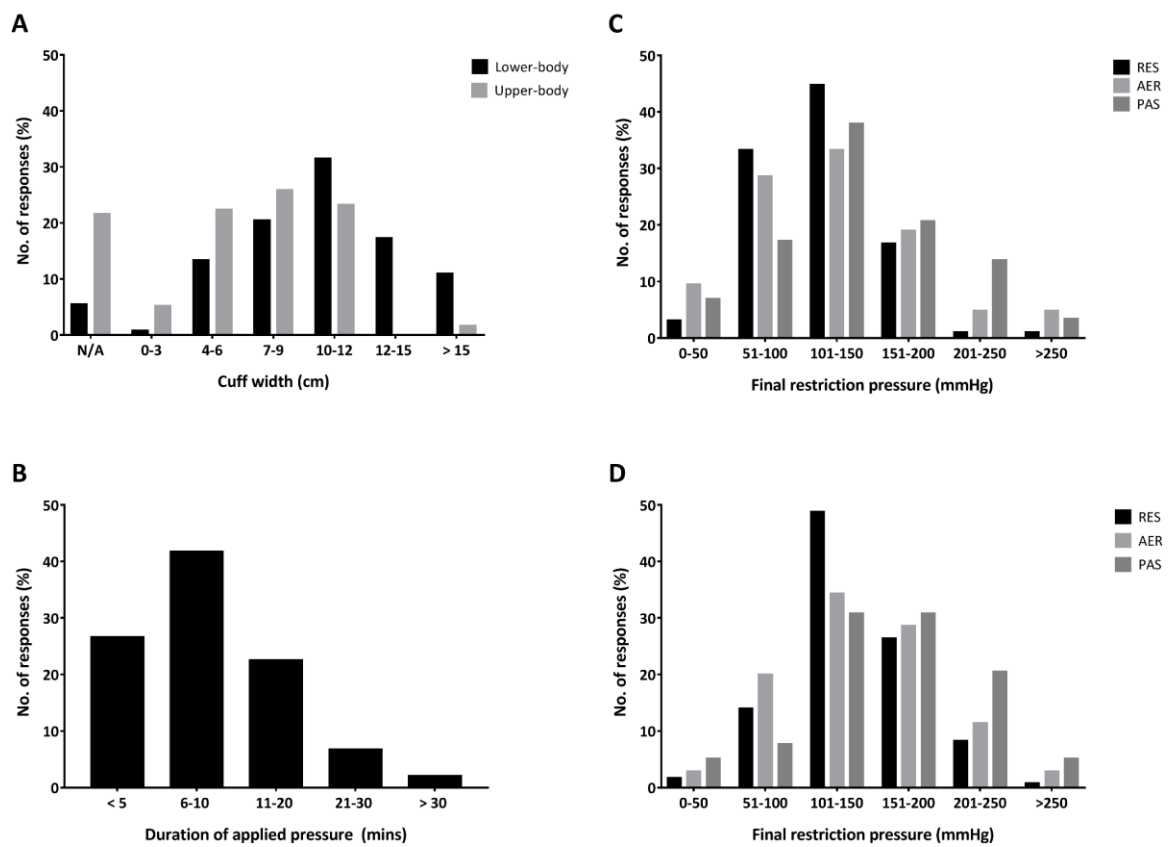 A
50
40
30
20
10
0
No. of responses (%)
Lower-body
Upper-body
N/A 0-3 4-6 7-9 10-12 12-15 > 15
Cuff width (cm)
C
50
40
30
20
10
0
No. of responses (%)
RES
AER
PAS
0-50 51-100 101-150 151-200 201-250 >250
Final restriction pressure (mmHg)
B
50
40
30
20
10
0
No. of responses (%)
< 5 6-10 11-20 21-30 > 30
Duration of applied pressure (mins)
D
50
40
30
20
10
0
No. of responses (%)
RES
AER
PAS
0-50 51-100 101-150 151-200 201-250 >250
Final restriction pressure (mmHg)